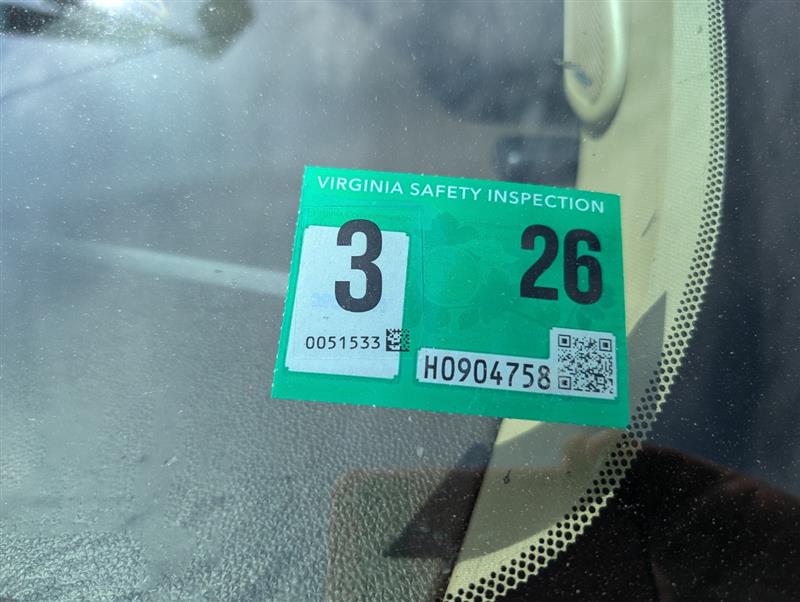 VIRGINIA SAFETY INSPECTION
3 26
0051533
H0904758